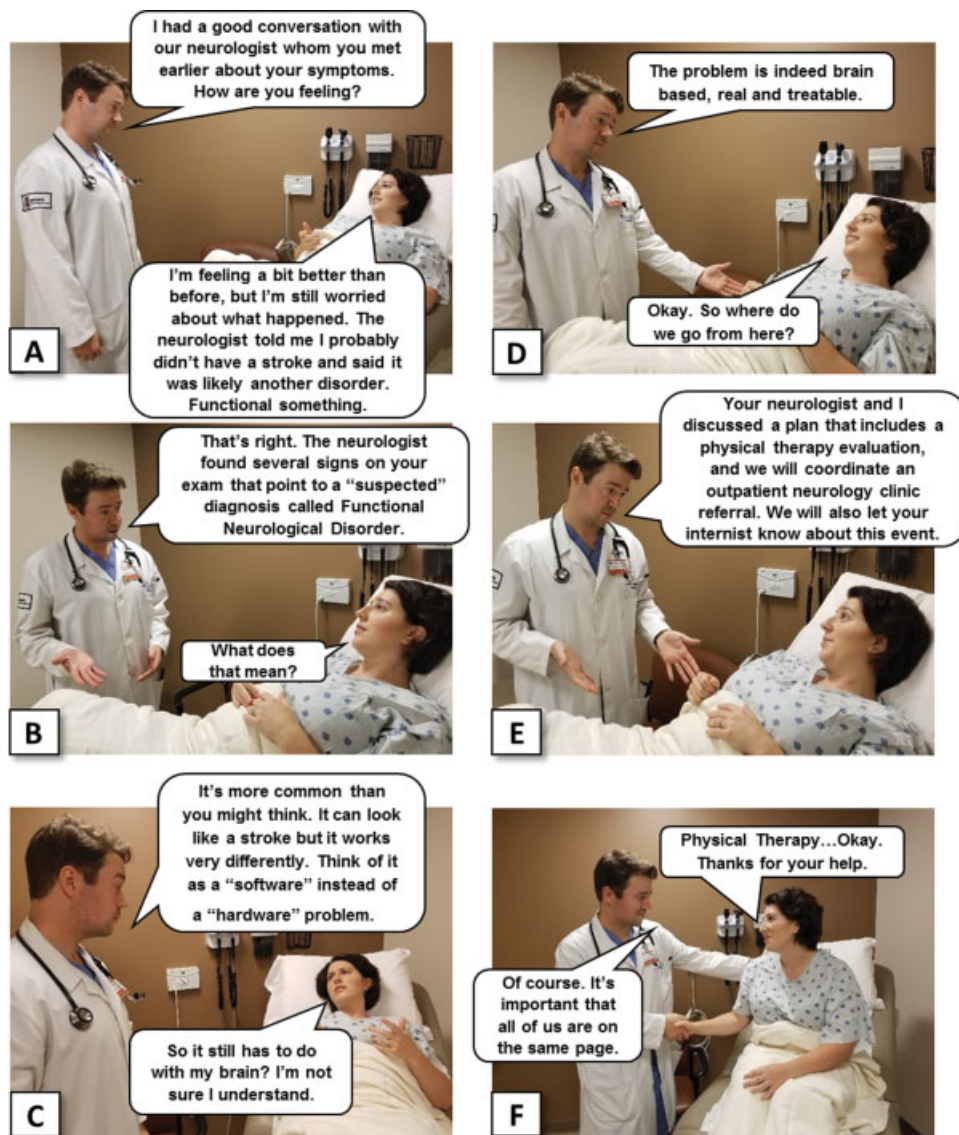 I had a good conversation with
our neurologist whom you met
earlier about your symptoms.
How are you feeling?
I'm feeling a bit better than
before, but I'm still worried
about what happened. The
neurologist told me I probably
didn't have a stroke and said it
was likely another disorder.
Functional something.
A
That's right. The neurologist
found several signs on your
exam that point to a “suspected”
diagnosis called Functional
Neurological Disorder.
What does
that mean?
B
It's more common than
you might think. It can look
like a stroke but it works
very differently. Think of it
as a “software” instead of
a “hardware” problem.
So it still has to do
with my brain? I'm not
sure I understand.
C
The problem is indeed brain
based, real and treatable.
Okay. So where do
we go from here?
D
Your neurologist and I
discussed a plan that includes a
physical therapy evaluation,
and we will coordinate an
outpatient neurology clinic
referral. We will also let your
internist know about this event.
E
Physical Therapy…Okay.
Thanks for your help.
Of course. It's
important that
all of us are on
the same page.
F